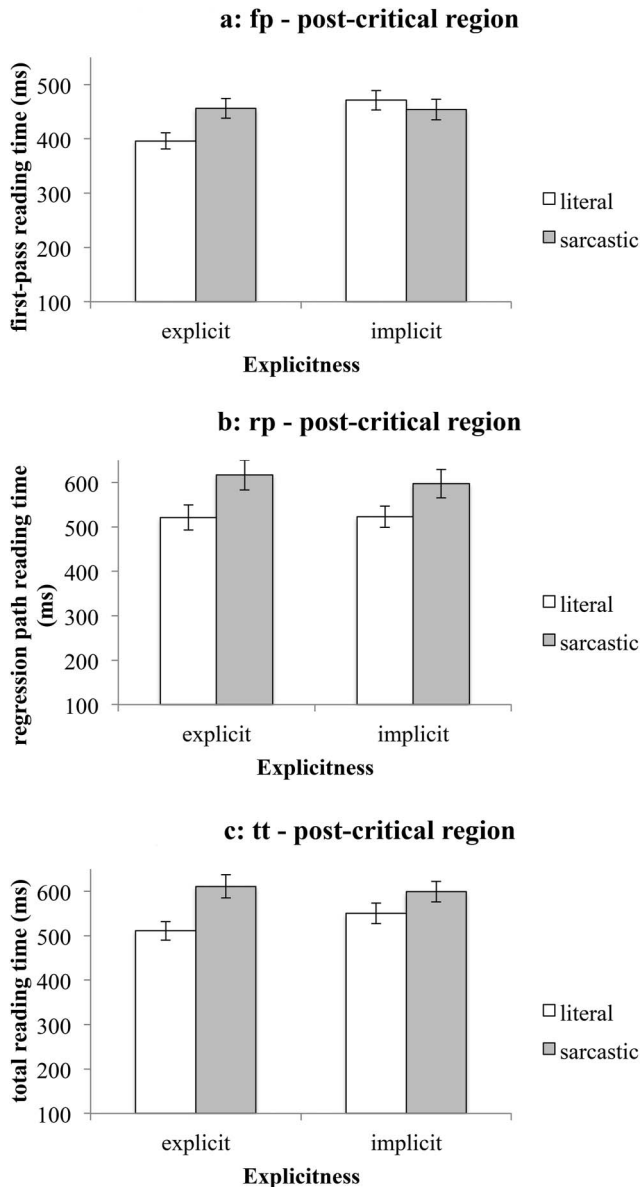 a: fp - post-critical region
first-pass reading time (ms)
500
400
300
200
100
explicit
implicit
Explicitness
literal
sarcastic
b: rp - post-critical region
regression path reading time
(ms)
600
500
400
300
200
100
explicit
implicit
Explicitness
literal
sarcastic
c: tt - post-critical region
total reading time (ms)
600
500
400
300
200
100
explicit
implicit
Explicitness
literal
sarcastic